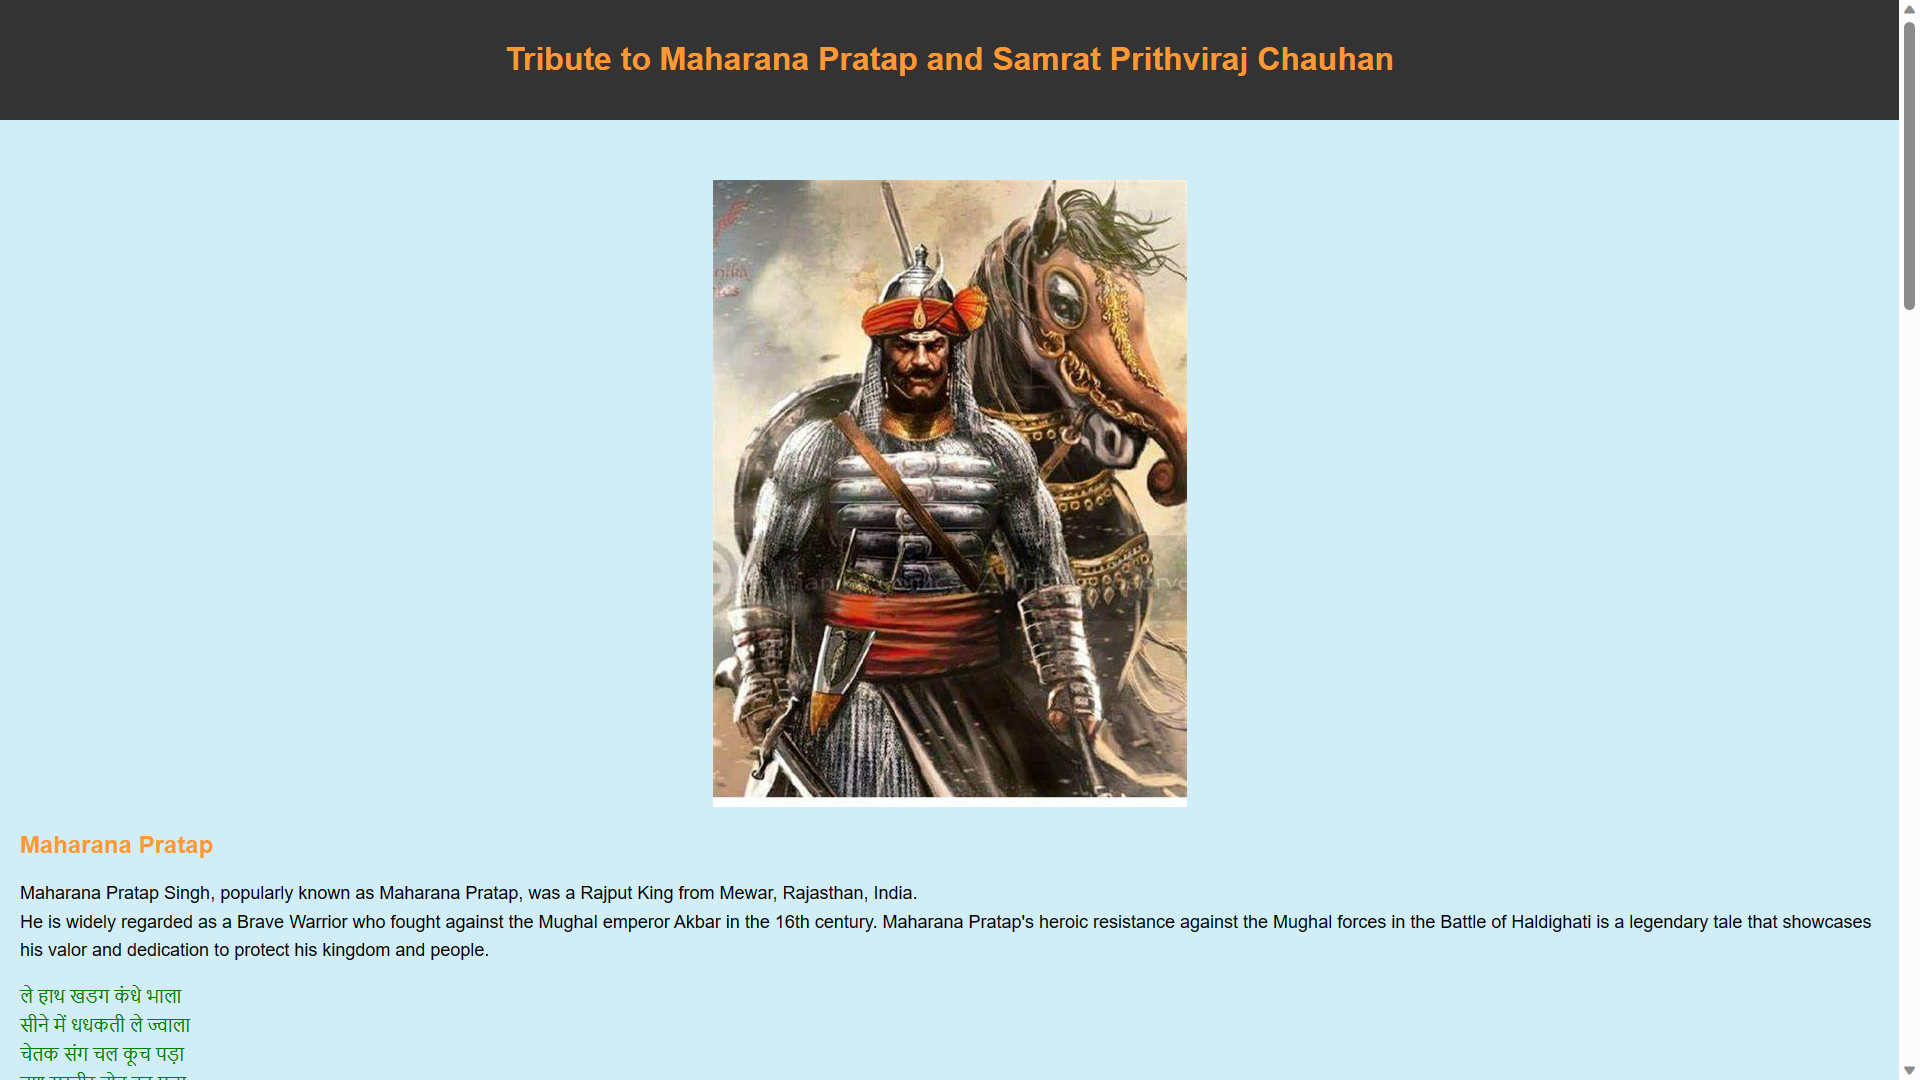 Tribute to Maharana Pratap and Samrat Prithviraj Chauhan
Maharana Pratap
Maharana Pratap Singh, popularly known as Maharana Pratap, was a Rajput King from Mewar, Rajasthan, India.
He is widely regarded as a Brave Warrior who fought against the Mughal emperor Akbar in the 16th century. Maharana Pratap's heroic resistance against the Mughal forces in the Battle of Haldighati is a legendary tale that showcases
his valor and dedication to protect his kingdom and people.
ले हाथ खडग कंधे भाला
सीने में धधकती ले ज्वाला
चेतक संग चल कूच पड़ा